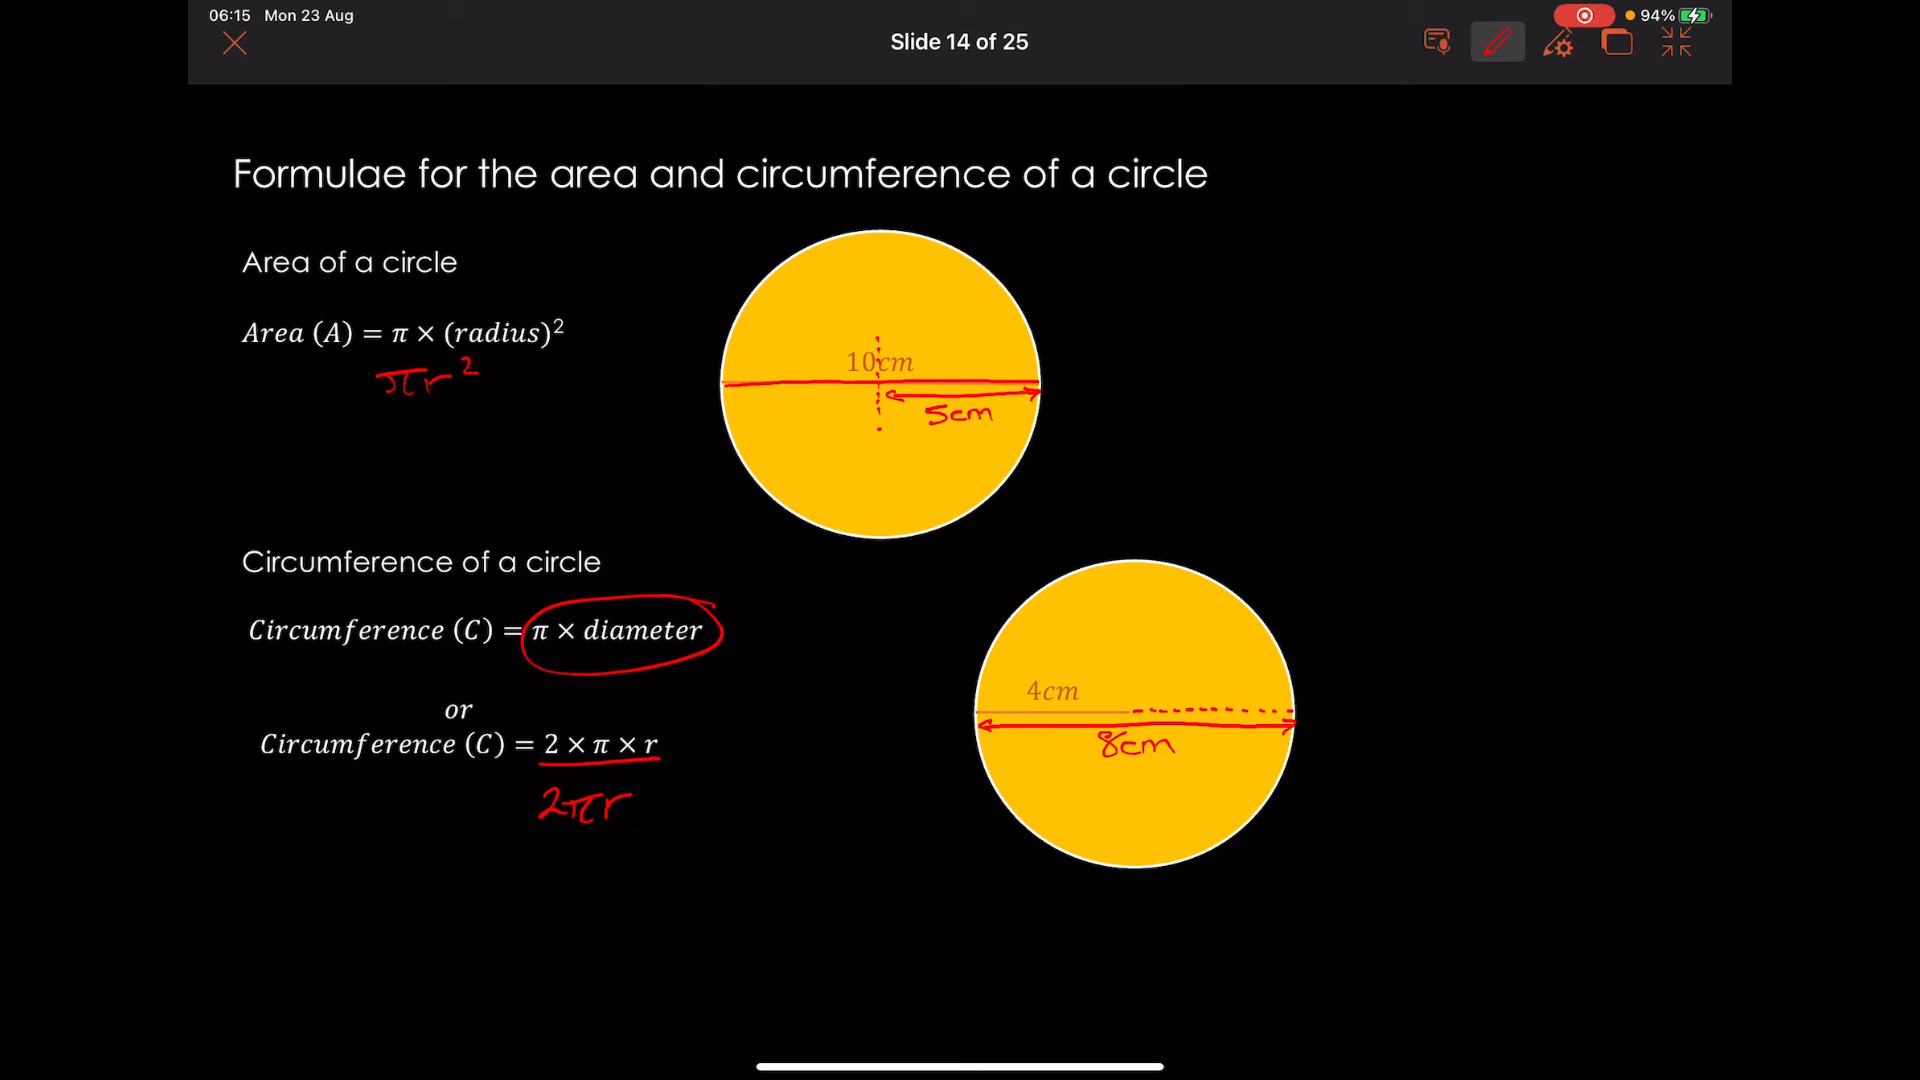 06:15 Mon 23 Aug
Slide 14 of 25
94%
Formulae for the area and circumference of a circle
Area of a circle
Area (A) = π × (radius)²
πr²
10cm
5cm
Circumference of a circle
Circumference (C) = π × diameter
or
Circumference (C) = 2 × π × r
2πr
4cm
8cm